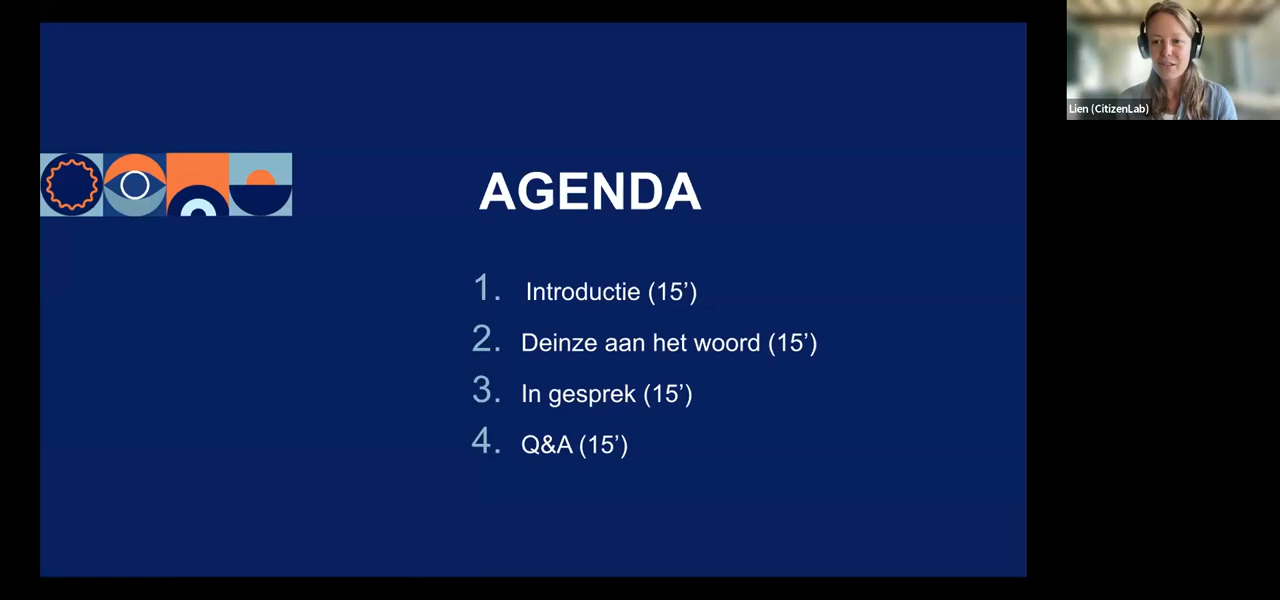 Lien (CitizenLab)
AGENDA
1. Introductie (15’)
2. Deinze aan het woord (15’)
3. In gesprek (15’)
4. Q&A (15’)